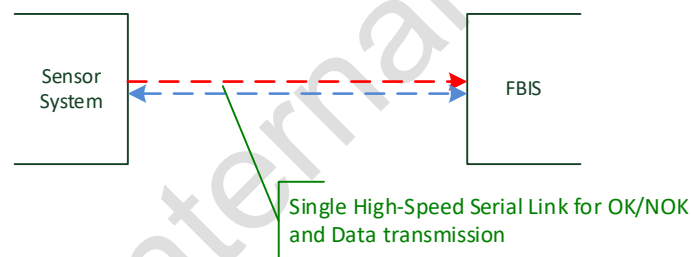 Sensor
System
FBIS
Single High-Speed Serial Link for OK/NOK
and Data transmission